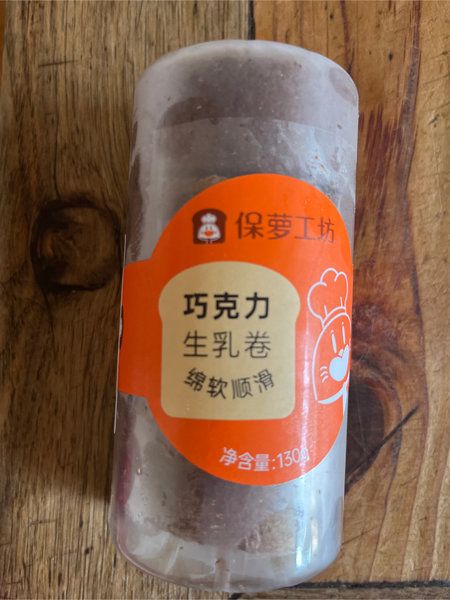 保萝工坊
巧克力
生乳卷
绵软顺滑
净含量:130g